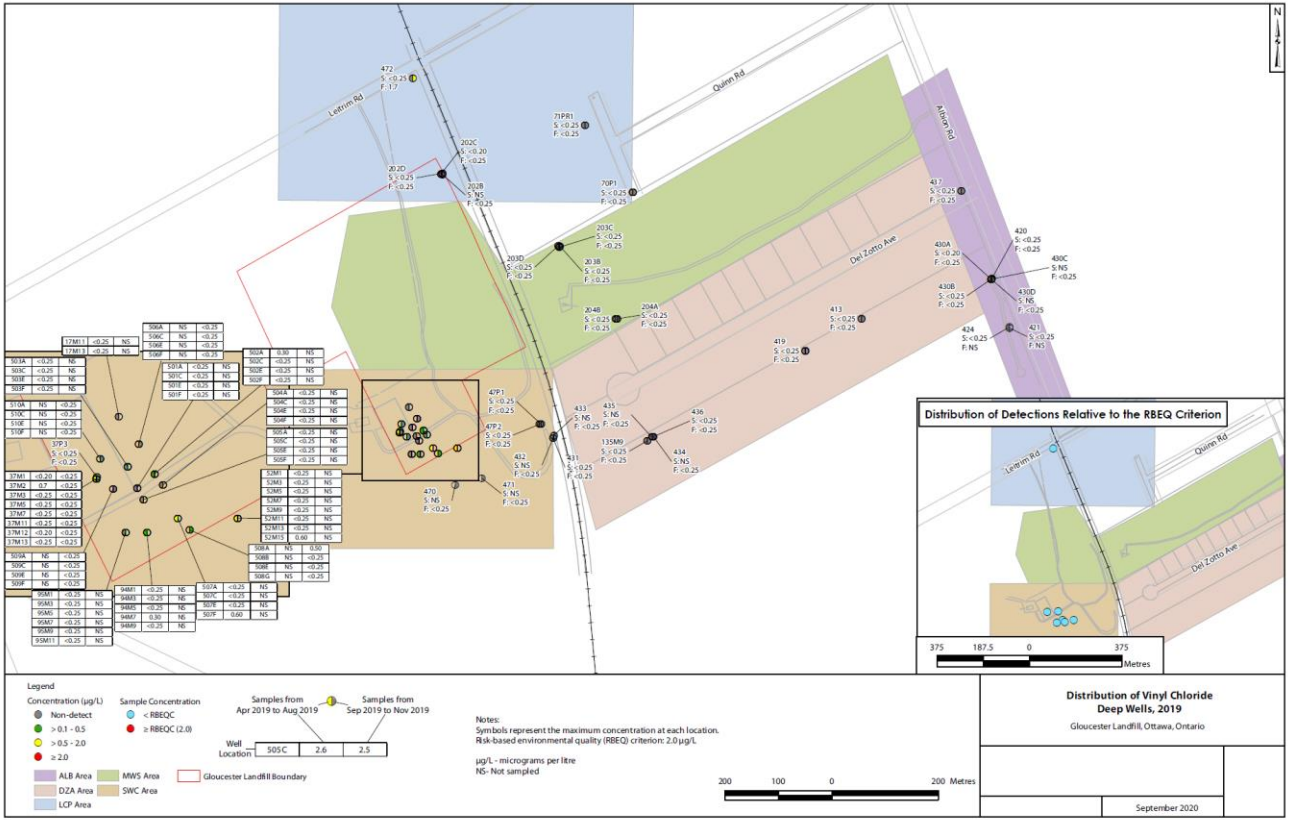 N
472
S: <0.25
F: 1.7
Leitrim Rd
Quinn Rd
71PR1
S: <0.25
F: <0.25
202C
S: <0.20
F: <0.25
202D
S: <0.25
F: <0.25
202B
S: NS
F: <0.25
70P1
S: <0.25
F: <0.25
Albion Rd
437
S: <0.25
F: <0.25
203C
S: <0.25
F: <0.25
203D
S: <0.25
F: <0.25
203B
S: <0.25
F: <0.25
Del Zotto Ave
420
S: <0.25
F: <0.25
430A
S: <0.20
F: <0.25
430C
S: NS
F: <0.25
430B
S: <0.25
F: <0.25
430D
S: NS
F: <0.25
204B
S: <0.25
F: <0.25
204A
S: <0.25
F: <0.25
413
S: <0.25
F: <0.25
424
S: <0.25
F: NS
421
S: <0.25
F: NS
419
S: <0.25
F: <0.25
47P1
S: <0.25
F: <0.25
47P2
S: <0.25
F: <0.25
433
S: NS
F: <0.25
435
S: NS
F: <0.25
436
S: <0.25
F: <0.25
135M9
S: <0.25
F: <0.25
434
S: NS
F: <0.25
432
S: NS
F: <0.25
431
S: <0.25
F: <0.25
470
S: NS
F: <0.25
471
S: NS
F: <0.25
17M11 <0.25 NS
17M13 <0.25 NS
506A NS <0.25
506C NS <0.25
506E NS <0.25
506F NS <0.25
503A <0.25 NS
503C <0.25 NS
503E <0.25 NS
503F <0.25 NS
501A <0.25 NS
501C <0.25 NS
501E <0.25 NS
501F <0.25 NS
502A 0.30 NS
502C <0.25 NS
502E <0.25 NS
502F <0.25 NS
510A NS <0.25
510C NS <0.25
510E NS <0.25
510F NS <0.25
504A <0.25 NS
504C <0.25 NS
504E <0.25 NS
504F <0.25 NS
505A <0.25 NS
505C <0.25 NS
505E <0.25 NS
505F <0.25 NS
37P3
S: <0.25
F: <0.25
37M1 <0.20 <0.25
37M2 0.7 <0.25
37M3 <0.25 <0.25
37M5 <0.25 <0.25
37M7 <0.25 <0.25
37M11 <0.25 <0.25
37M12 <0.20 <0.25
37M13 <0.25 <0.25
52M1 <0.25 NS
52M3 <0.25 NS
52M5 <0.25 NS
52M7 <0.25 NS
52M9 <0.25 NS
52M11 <0.25 NS
52M13 <0.25 NS
52M15 0.60 NS
508A NS 0.50
508B NS <0.25
508E NS <0.25
508G NS <0.25
509A NS <0.25
509C NS <0.25
509E NS <0.25
509F NS <0.25
95M1 <0.25 NS
95M3 <0.25 NS
95M5 <0.25 NS
95M7 <0.25 NS
95M9 <0.25 NS
95M11 <0.25 NS
94M1 <0.25 NS
94M3 <0.25 NS
94M5 <0.25 NS
94M7 0.30 NS
94M9 <0.25 NS
507A <0.25 NS
507C <0.25 NS
507E <0.25 NS
507F 0.60 NS
Distribution of Detections Relative to the RBEQ Criterion
Leitrim Rd
Quinn Rd
Del Zotto Ave
375 187.5 0 375
Metres
Legend
Concentration (µg/L)
Non-detect
> 0.1 - 0.5
> 0.5 - 2.0
≥ 2.0
Sample Concentration
< RBEQC
≥ RBEQC (2.0)
ALB Area
MWS Area
Gloucester Landfill Boundary
DZA Area
SWC Area
LCP Area
Samples from
Apr 2019 to Aug 2019
Samples from
Sep 2019 to Nov 2019
Well
Location
505C 2.6 2.5
Notes:
Symbols represent the maximum concentration at each location.
Risk-based environmental quality (RBEQ) criterion: 2.0 µg/L
µg/L - micrograms per litre
NS- Not sampled
200 100 0 200 Metres
Distribution of Vinyl Chloride
Deep Wells, 2019
Gloucester Landfill, Ottawa, Ontario
September 2020